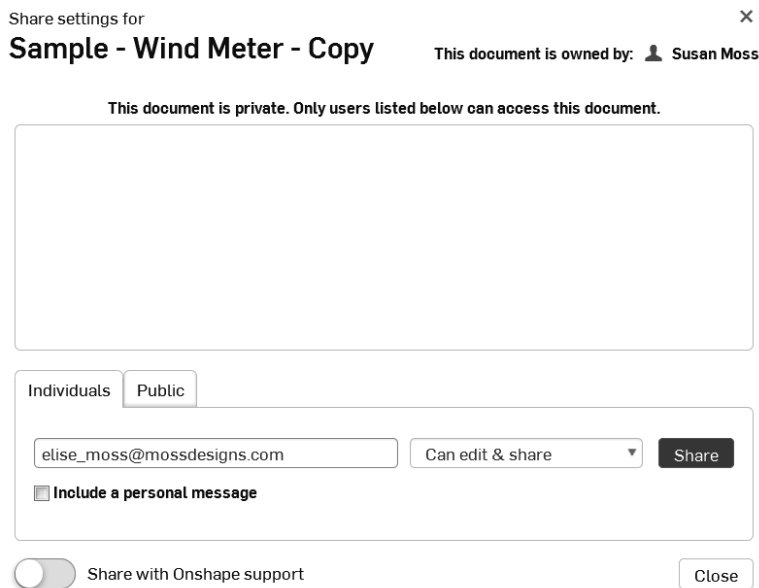 Share settings for
Sample - Wind Meter - Copy
This document is owned by: Susan Moss
This document is private. Only users listed below can access this document.
Individuals Public
elise_moss@mossdesigns.com Can edit & share Share
Include a personal message
Share with Onshape support Close